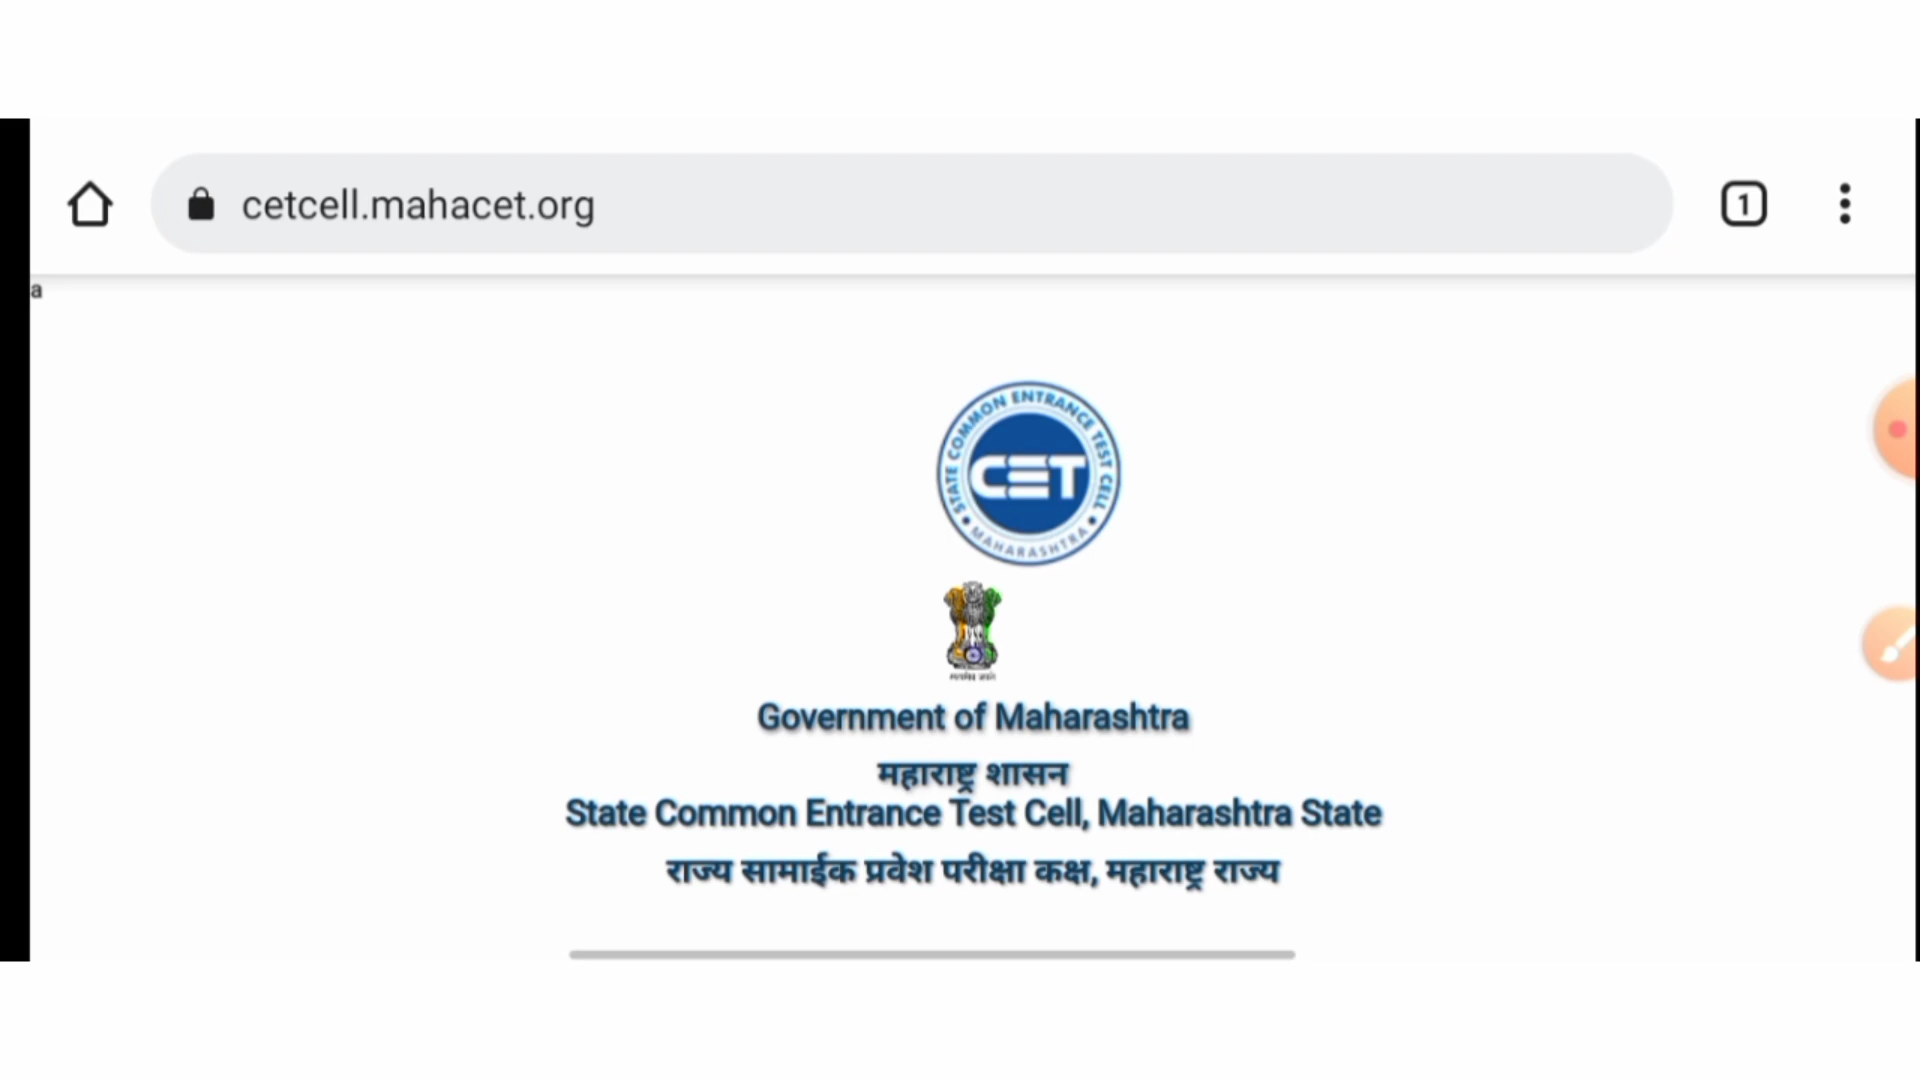 cetcell.mahacet.org
1
a
STATE COMMON ENTRANCE TEST CELL
CET
MAHARASHTRA
Government of Maharashtra
महाराष्ट्र शासन
State Common Entrance Test Cell, Maharashtra State
राज्य सामाईक प्रवेश परीक्षा कक्ष, महाराष्ट्र राज्य